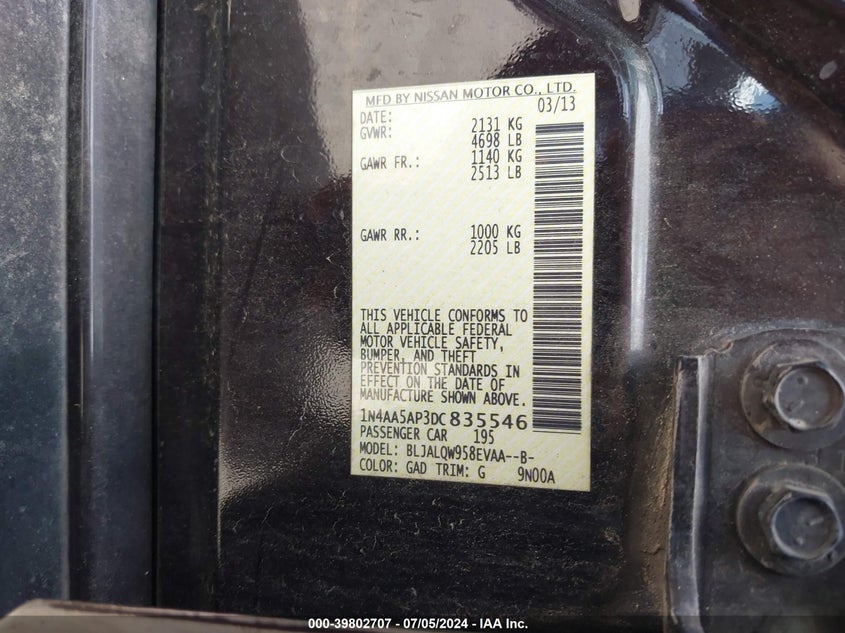 MFD BY NISSAN MOTOR CO., LTD.
DATE: 03/13
GVWR: 2131 KG
4698 LB
GAWR FR.: 1140 KG
2513 LB
GAWR RR.: 1000 KG
2205 LB
THIS VEHICLE CONFORMS TO
ALL APPLICABLE FEDERAL
MOTOR VEHICLE SAFETY,
BUMPER, AND THEFT
PREVENTION STANDARDS IN
EFFECT ON THE DATE OF
MANUFACTURE SHOWN ABOVE.
1N4AA5AP3DC835546
PASSENGER CAR 195
MODEL: BLJALQW958EVAA--B-
COLOR: GAD TRIM: G 9N00A
000-39802707 - 07/05/2024 - IAA Inc.